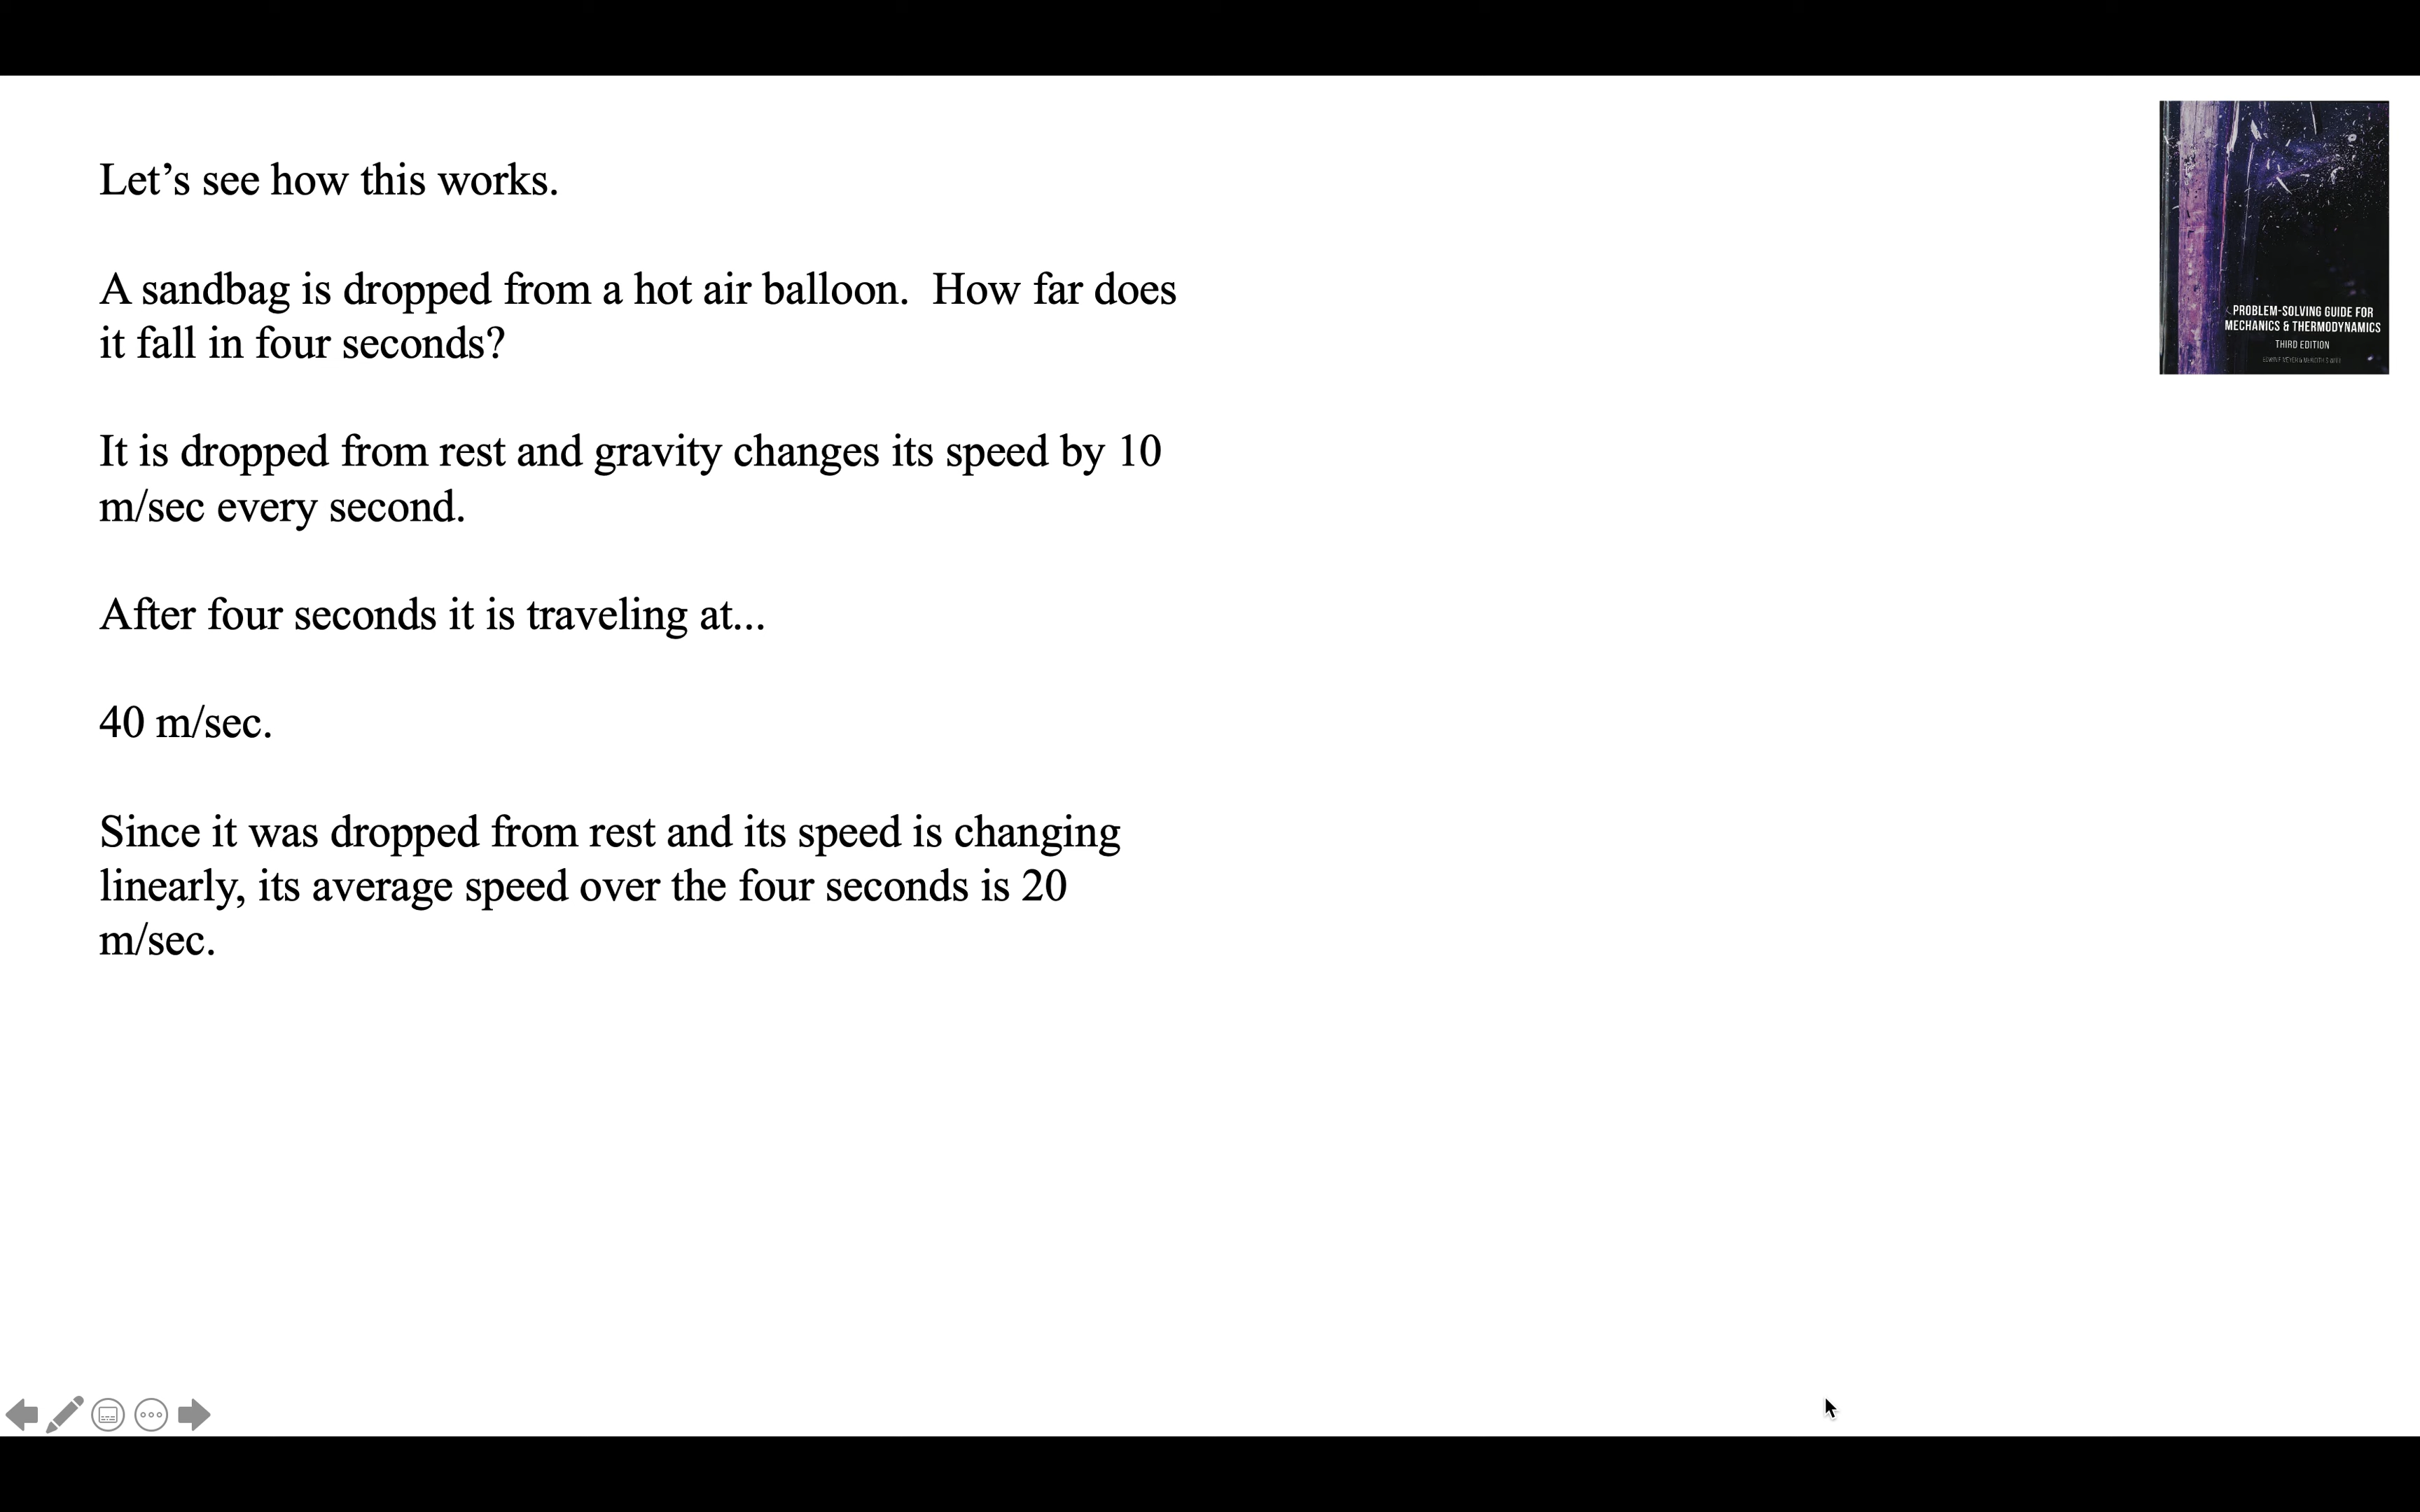 Let’s see how this works.
A sandbag is dropped from a hot air balloon.  How far does
it fall in four seconds?
It is dropped from rest and gravity changes its speed by 10
m/sec every second.
After four seconds it is traveling at...
40 m/sec.
Since it was dropped from rest and its speed is changing
linearly, its average speed over the four seconds is 20
m/sec.
PROBLEM-SOLVING GUIDE FOR
MECHANICS & THERMODYNAMICS
THIRD EDITION